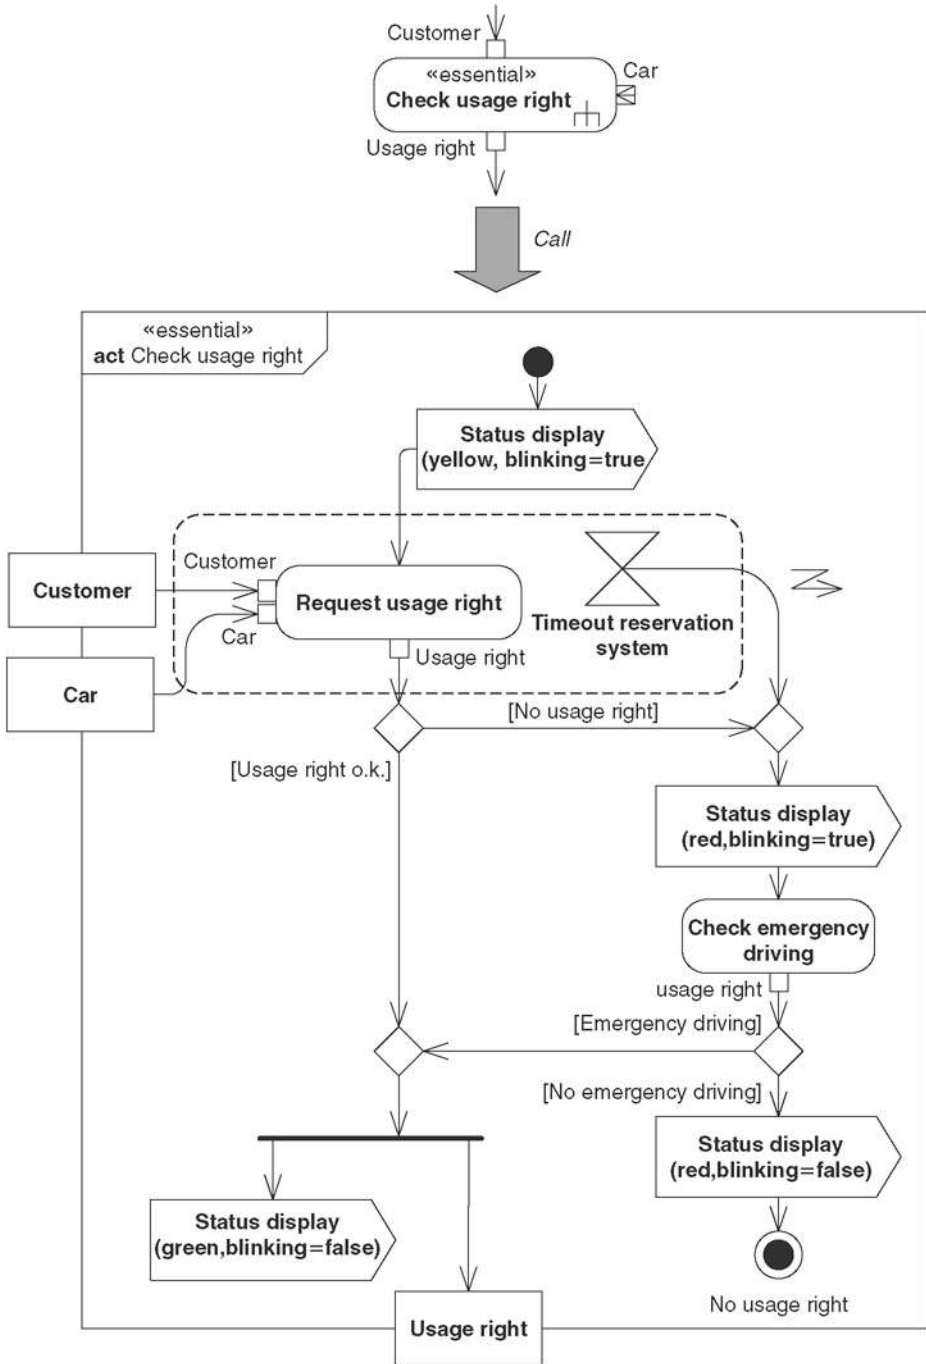 Customer
«essential»
Car
Check usage right
Usage right
Call
«essential»
act Check usage right
Status display
(yellow, blinking=true
Customer
Customer
Request usage right
Car
Timeout reservation
system
Usage right
Car
[No usage right]
[Usage right o.k.]
Status display
(red,blinking=true)
Check emergency
driving
usage right
[Emergency driving]
[No emergency driving]
Status display
(red,blinking=false)
Status display
(green,blinking=false)
No usage right
Usage right